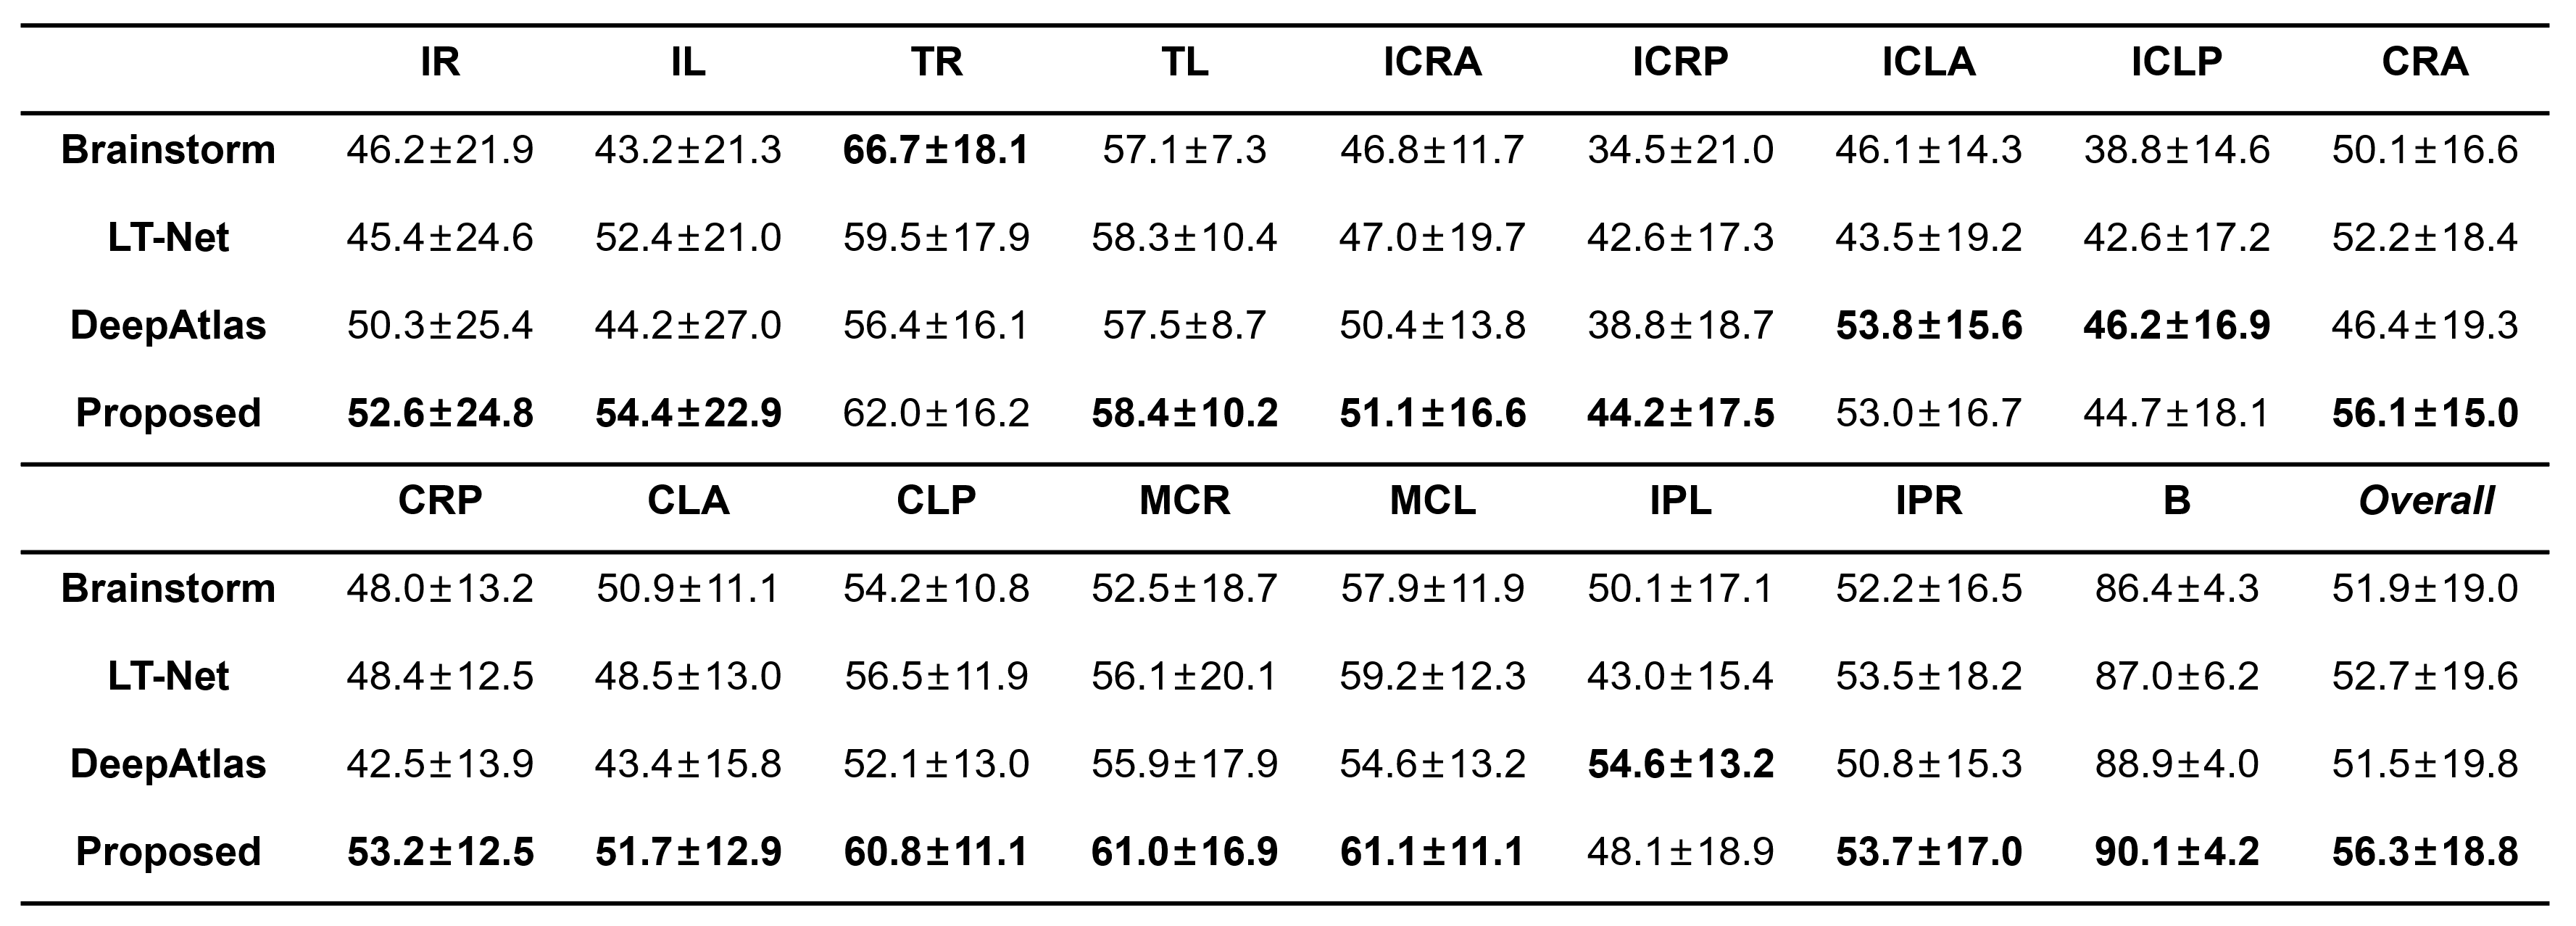 IR IL TR TL ICRA ICRP ICLA ICLP CRA
Brainstorm 46.2±21.9 43.2±21.3 66.7±18.1 57.1±7.3 46.8±11.7 34.5±21.0 46.1±14.3 38.8±14.6 50.1±16.6
LT-Net 45.4±24.6 52.4±21.0 59.5±17.9 58.3±10.4 47.0±19.7 42.6±17.3 43.5±19.2 42.6±17.2 52.2±18.4
DeepAtlas 50.3±25.4 44.2±27.0 56.4±16.1 57.5±8.7 50.4±13.8 38.8±18.7 53.8±15.6 46.2±16.9 46.4±19.3
Proposed 52.6±24.8 54.4±22.9 62.0±16.2 58.4±10.2 51.1±16.6 44.2±17.5 53.0±16.7 44.7±18.1 56.1±15.0
CRP CLA CLP MCR MCL IPL IPR B Overall
Brainstorm 48.0±13.2 50.9±11.1 54.2±10.8 52.5±18.7 57.9±11.9 50.1±17.1 52.2±16.5 86.4±4.3 51.9±19.0
LT-Net 48.4±12.5 48.5±13.0 56.5±11.9 56.1±20.1 59.2±12.3 43.0±15.4 53.5±18.2 87.0±6.2 52.7±19.6
DeepAtlas 42.5±13.9 43.4±15.8 52.1±13.0 55.9±17.9 54.6±13.2 54.6±13.2 50.8±15.3 88.9±4.0 51.5±19.8
Proposed 53.2±12.5 51.7±12.9 60.8±11.1 61.0±16.9 61.1±11.1 48.1±18.9 53.7±17.0 90.1±4.2 56.3±18.8